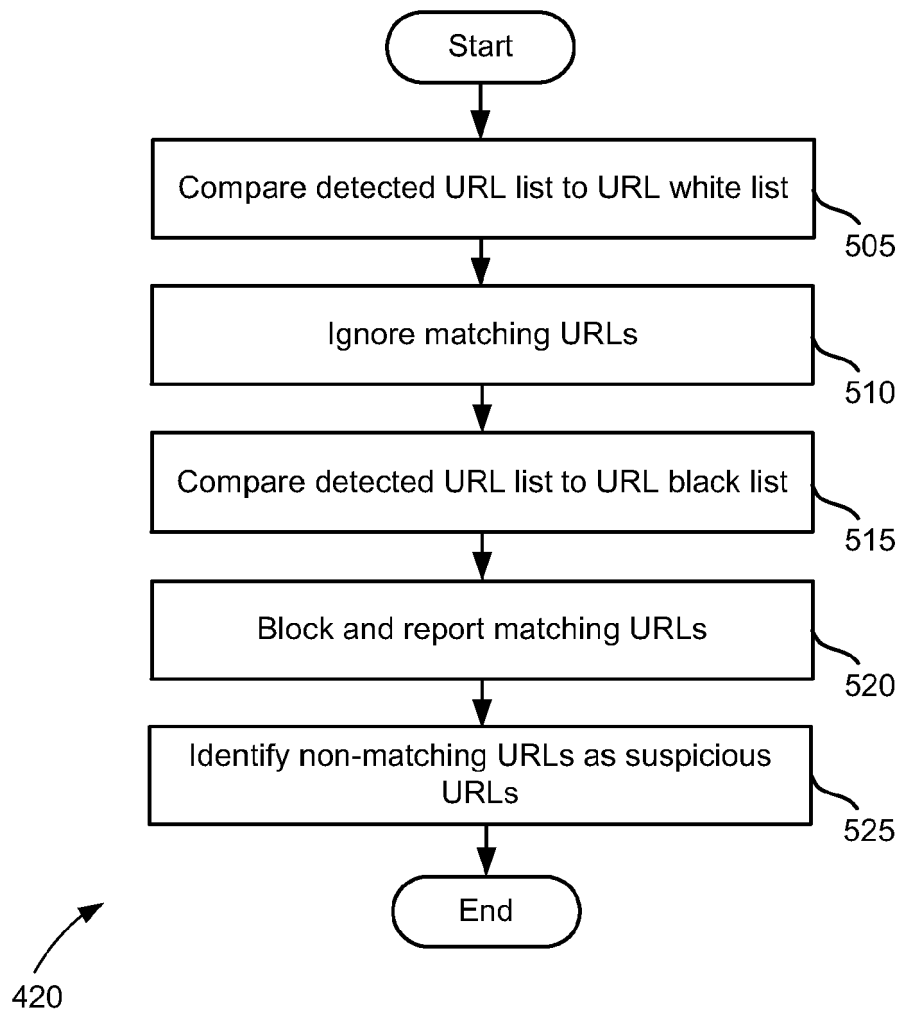 Start
Compare detected URL list to URL white list
505
Ignore matching URLs
510
Compare detected URL list to URL black list
515
Block and report matching URLs
520
Identify non-matching URLs as suspicious
URLs
525
End
420